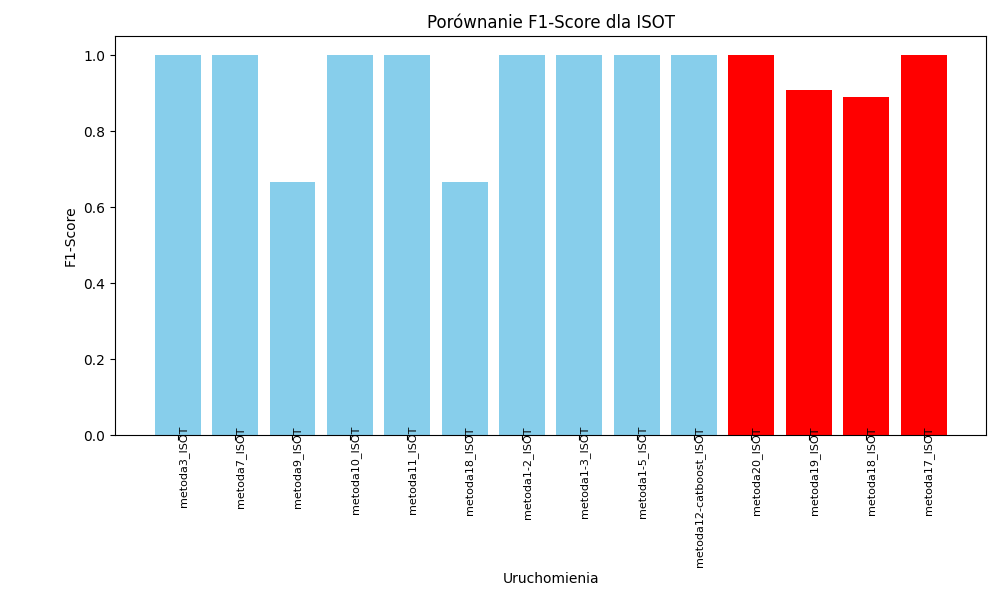 Porównanie F1-Score dla ISOT
F1-Score
1.0
0.8
0.6
0.4
0.2
0.0
metoda3_ISOT
metoda7_ISOT
metoda9_ISOT
metoda10_ISOT
metoda11_ISOT
metoda18_ISOT
metoda1-2_ISOT
metoda1-3_ISOT
metoda1-5_ISOT
metoda12-catboost_ISOT
metoda20_ISOT
metoda19_ISOT
metoda18_ISOT
metoda17_ISOT
Uruchomienia